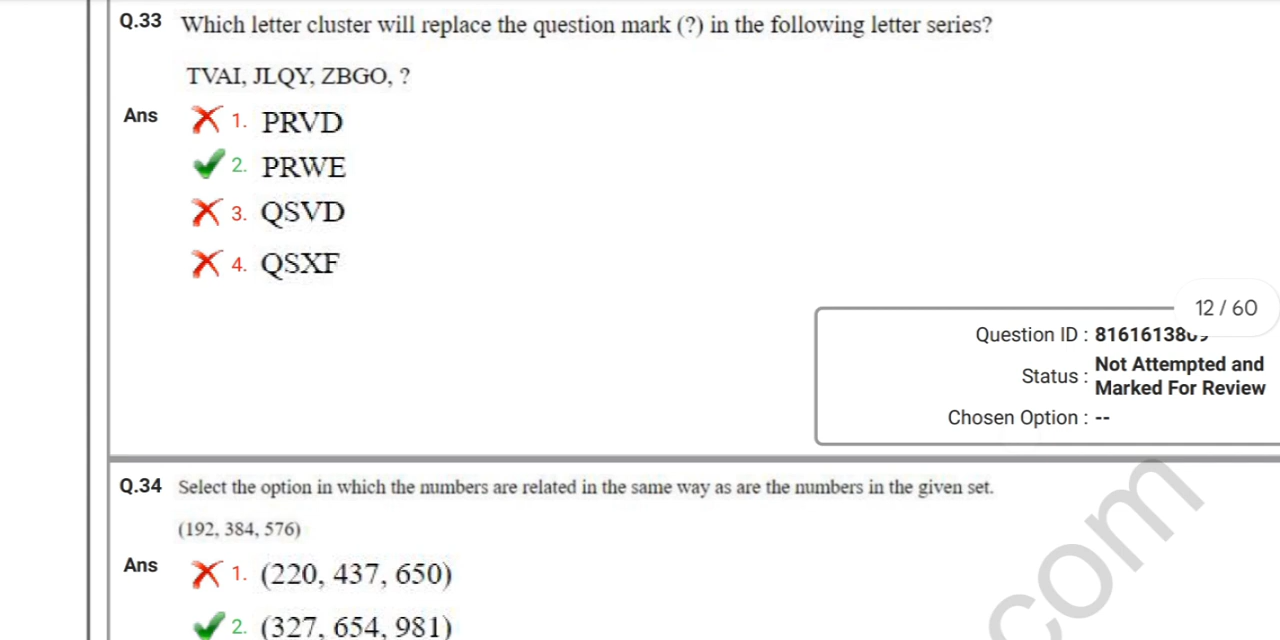 Q.33 Which letter cluster will replace the question mark (?) in the following letter series?
TVAI, JLQY, ZBGO, ?
Ans 1. PRVD
2. PRWE
3. QSVD
4. QSXF
12 / 60
Question ID :
Status : Not Attempted and
Marked For Review
Chosen Option : --
Q.34 Select the option in which the numbers are related in the same way as are the numbers in the given set.
(192, 384, 576)
Ans 1. (220, 437, 650)
2. (327, 654, 981)
com